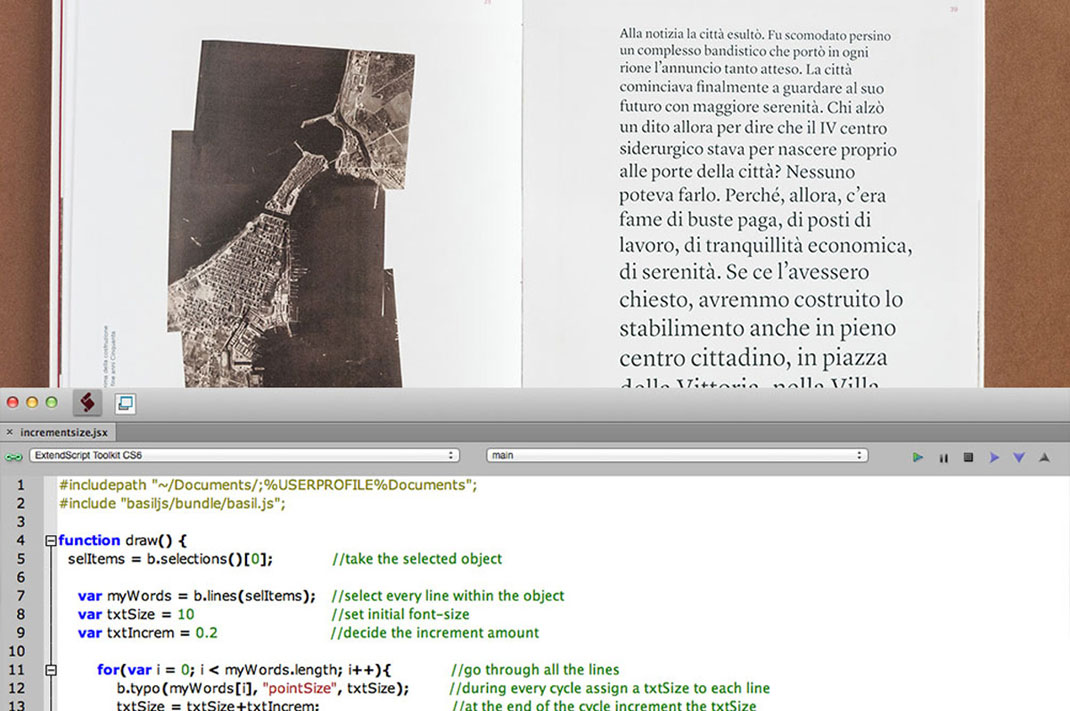 39
della costruzione
fine anni Cinquanta
Alla notizia la città esultò. Fu scomodato persino
un complesso bandistico che portò in ogni
rione l’annuncio tanto atteso. La città
cominciava finalmente a guardare al suo
futuro con maggiore serenità. Chi alzò
un dito allora per dire che il IV centro
siderurgico stava per nascere proprio
alle porte della città? Nessuno
poteva farlo. Perché, allora, c’era
fame di buste paga, di posti di
lavoro, di tranquillità economica,
di serenità. Se ce l’avessero
chiesto, avremmo costruito lo
stabilimento anche in pieno
centro cittadino, in piazza
della Vittoria, nella Villa
incrementsize.jsx
ExtendScript Toolkit CS6 main
1 #includepath "~/Documents/;%USERPROFILE%Documents";
2 #include "basiljs/bundle/basil.js";
3
4 function draw() {
5 selItems = b.selections()[0]; //take the selected object
6
7 var myWords = b.lines(selItems); //select every line within the object
8 var txtSize = 10 //set initial font-size
9 var txtIncrem = 0.2 //decide the increment amount
10
11 for(var i = 0; i < myWords.length; i++){ //go through all the lines
12 b.typo(myWords[i], "pointSize", txtSize); //during every cycle assign a txtSize to each line
13 txtSize = txtSize+txtIncrem; //at the end of the cycle increment the txtSize